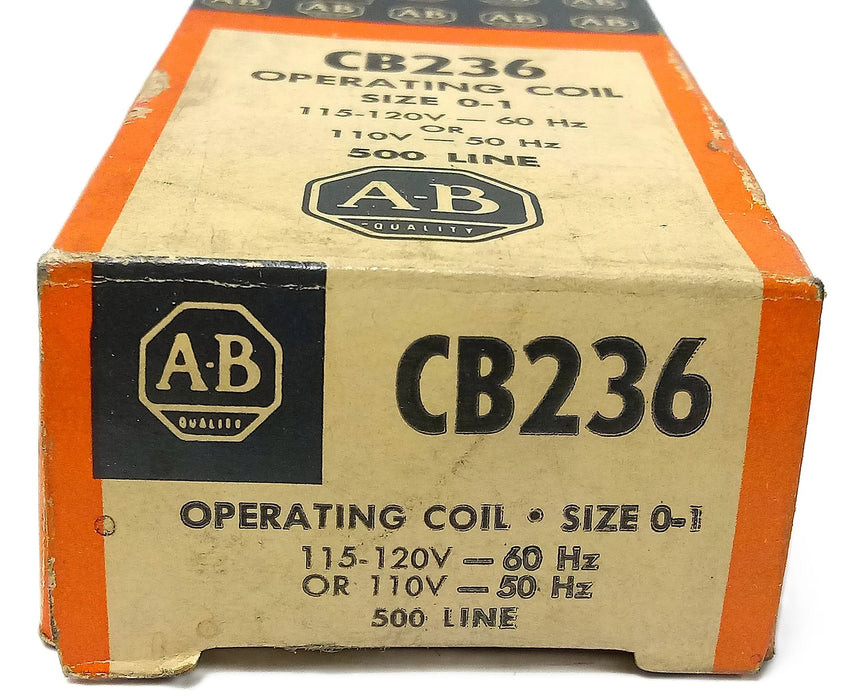 A-B A-B A-B A-B A-B
A-B A-B A-B A-B
CB236
OPERATING COIL
SIZE 0-1
115-120V — 60 Hz
OR
110V — 50 Hz
500 LINE
A-B
QUALITY
A-B
QUALITY
CB236
OPERATING COIL • SIZE 0-1
115-120V — 60 Hz
OR 110V — 50 Hz
500 LINE